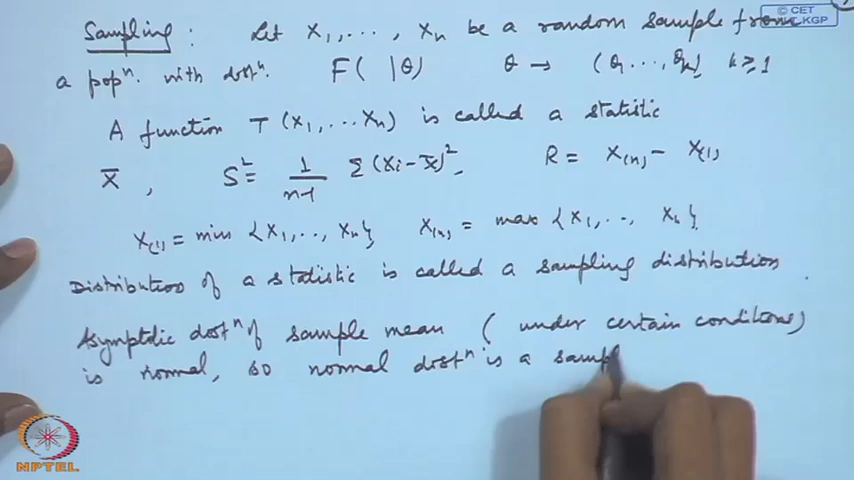 © CET
I.I.T. KGP
Sampling : Let X₁, ..., Xₙ be a random sample from
a popⁿ. with distⁿ. F( |θ) θ → (θ₁ ..., θₖ), k ≥ 1
A function T (X₁, ... Xₙ) is called a statistic
X̄ , S² = 1/(n-1) Σ (Xi - X̄)², R = X₍ₙ₎ - X₍₁₎
X₍₁₎ = min {X₁, .., Xₙ}, X₍ₙ₎ = max {X₁, .., Xₙ}.
Distribution of a statistic is called a sampling distribution .
Asymptotic distⁿ of sample mean ( under certain conditions)
is normal, so normal distⁿ is a samp
NPTEL